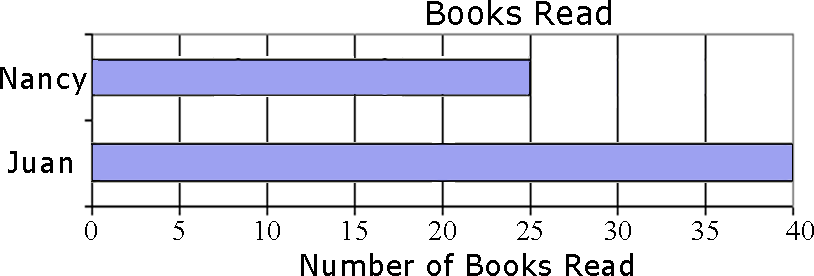 Books Read
Nancy
Juan
0 5 10 15 20 25 30 35 40
Number of Books Read